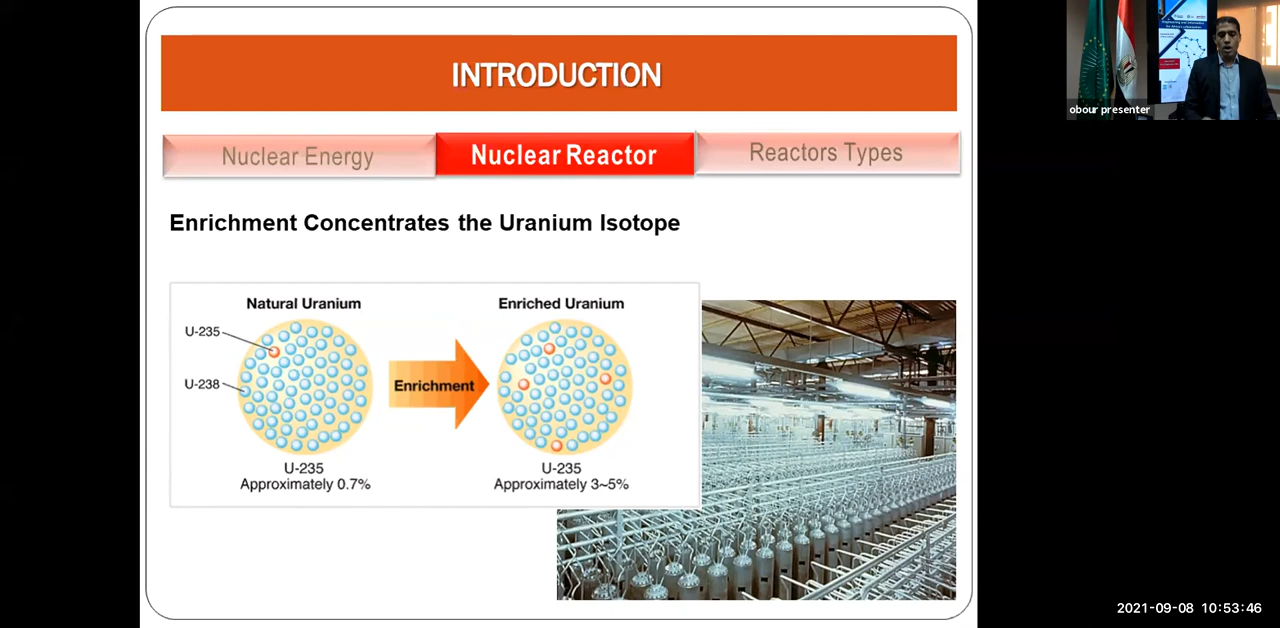 INTRODUCTION
Nuclear Energy
Nuclear Reactor
Reactors Types
Enrichment Concentrates the Uranium Isotope
Natural Uranium
Enriched Uranium
U-235
U-238
Enrichment
U-235
Approximately 0.7%
U-235
Approximately 3~5%
obour presenter
2021-09-08 10:53:46